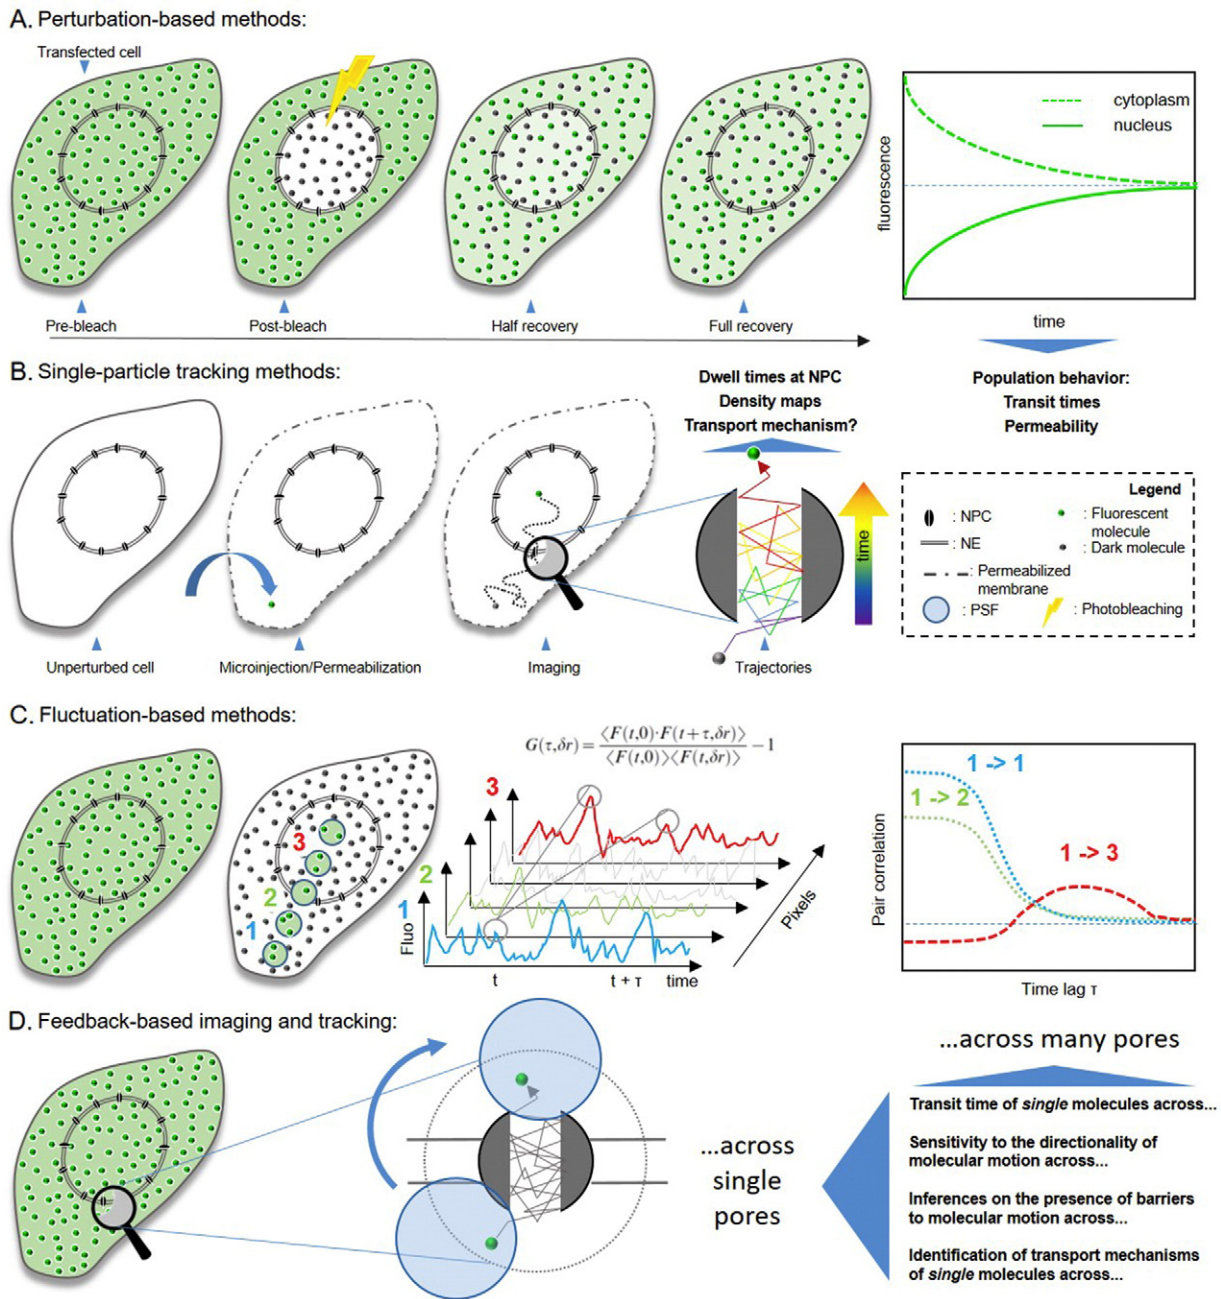 A. Perturbation-based methods:
Transfected cell
cytoplasm
nucleus
fluorescence
Pre-bleach
Post-bleach
Half recovery
Full recovery
time
Population behavior:
Transit times
Permeability
B. Single-particle tracking methods:
Dwell times at NPC
Density maps
Transport mechanism?
time
Unperturbed cell
Microinjection/Permeabilization
Imaging
Trajectories
Legend
: NPC
: Fluorescent
molecule
: NE
: Dark molecule
: Permeabilized
membrane
: PSF
: Photobleaching
C. Fluctuation-based methods:
G(τ,δr) = ⟨F(t,0)·F(t+τ,δr)⟩ / ⟨F(t,0)⟩⟨F(t,δr)⟩ − 1
3
2
1
3
2
1
Fluo
t
t + τ
time
Pixels
1 -> 1
1 -> 2
1 -> 3
Pair correlation
Time lag τ
D. Feedback-based imaging and tracking:
...across
single
pores
...across many pores
Transit time of single molecules across...
Sensitivity to the directionality of
molecular motion across...
Inferences on the presence of barriers
to molecular motion across...
Identification of transport mechanisms
of single molecules across...